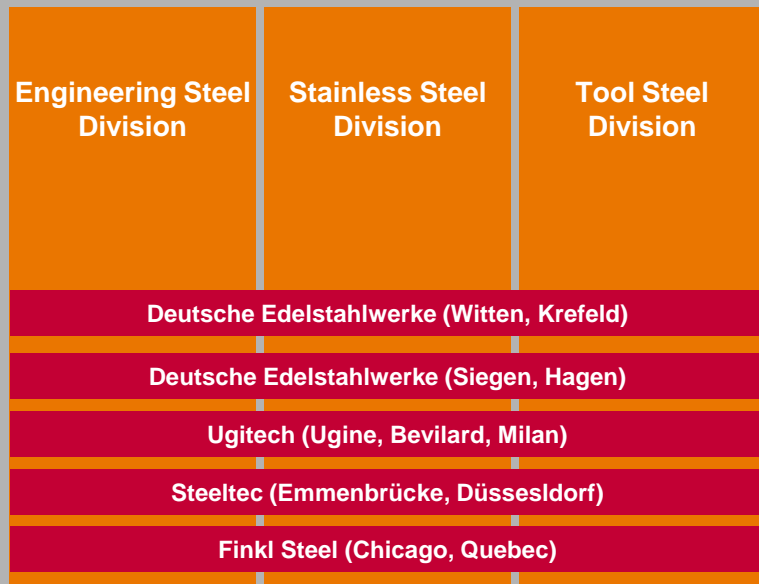 Engineering Steel
Division
Stainless Steel
Division
Tool Steel
Division
Deutsche Edelstahlwerke (Witten, Krefeld)
Deutsche Edelstahlwerke (Siegen, Hagen)
Ugitech (Ugine, Bevilard, Milan)
Steeltec (Emmenbrücke, Düssesldorf)
Finkl Steel (Chicago, Quebec)